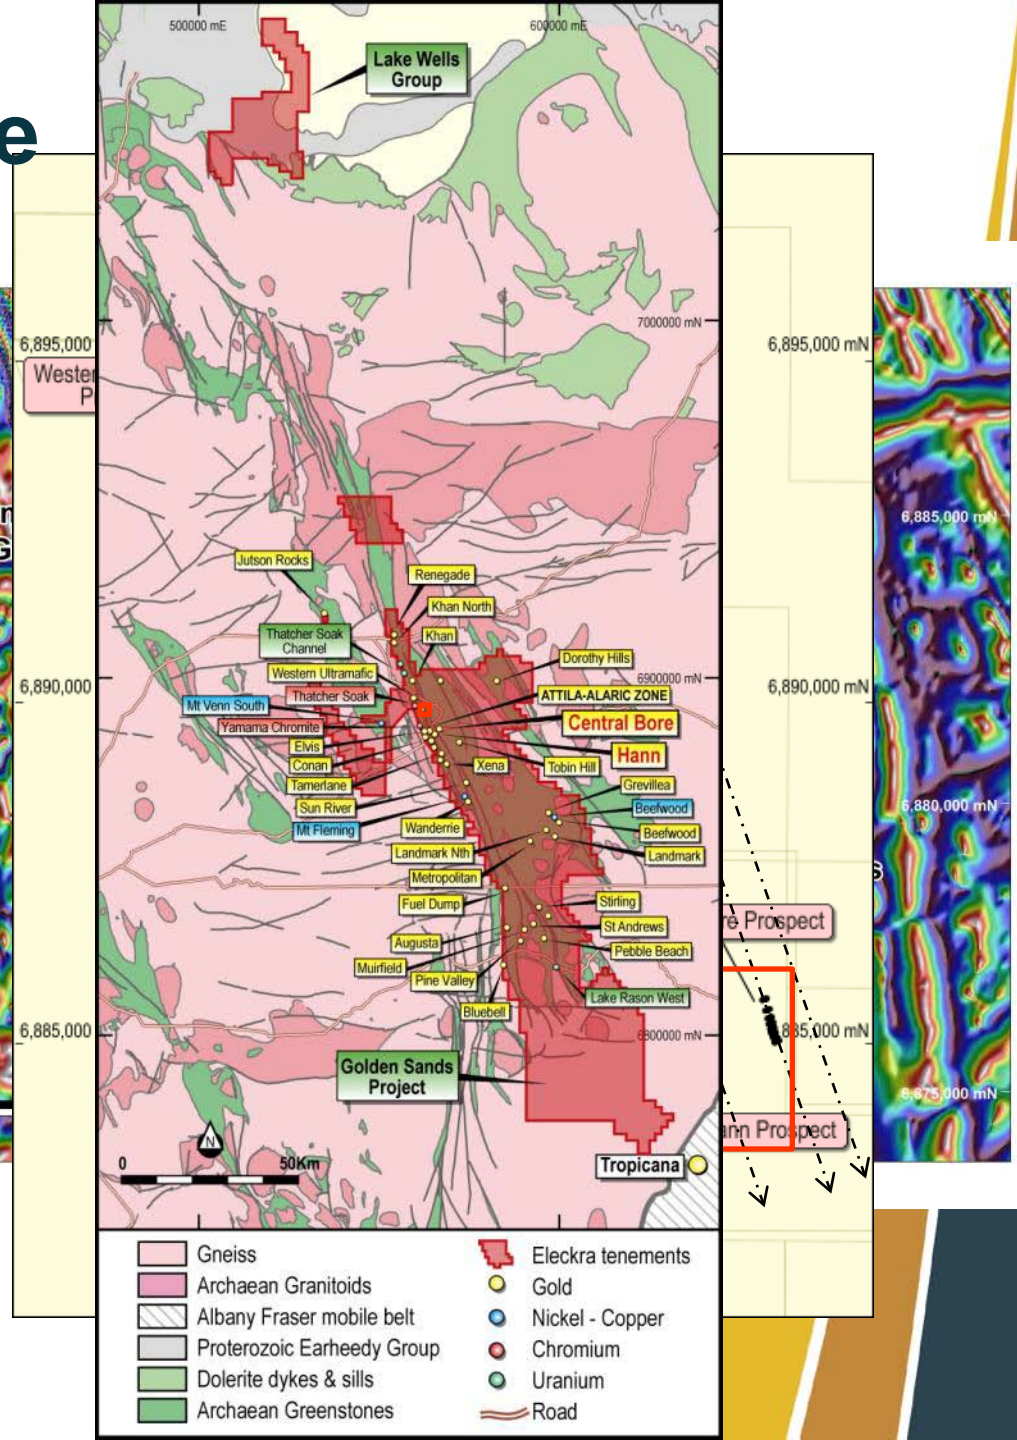 e
500000 mE
600000 mE
Lake Wells
Group
7000000 mN
6,895,000
6,895,000 mN
Wester
P
6,885,000 mN
Jutson Rocks
Renegade
Khan North
Thatcher Soak
Channel
Khan
Dorothy Hills
Western Ultramafic
6900000 mN
6,890,000
6,890,000 mN
Thatcher Soak
ATTILA-ALARIC ZONE
Mt Venn South
Central Bore
Yamama Chromite
Elvis
Hann
Conan
Xena
Tobin Hill
Tamerlane
Grevillea
Sun River
Beefwood
6,880,000 mN
Mt Fleming
Wanderrie
Beefwood
Landmark Nth
Landmark
Metropolitan
S
Fuel Dump
Stirling
re Prospect
St Andrews
Augusta
Pebble Beach
Muirfield
Pine Valley
Lake Rason West
Bluebell
6,885,000
6800000 mN
885,000 mN
Golden Sands
Project
6,875,000 mN
ann Prospect
N
0
50Km
Tropicana
Gneiss
Archaean Granitoids
Albany Fraser mobile belt
Proterozoic Earheedy Group
Dolerite dykes & sills
Archaean Greenstones
Eleckra tenements
Gold
Nickel - Copper
Chromium
Uranium
Road